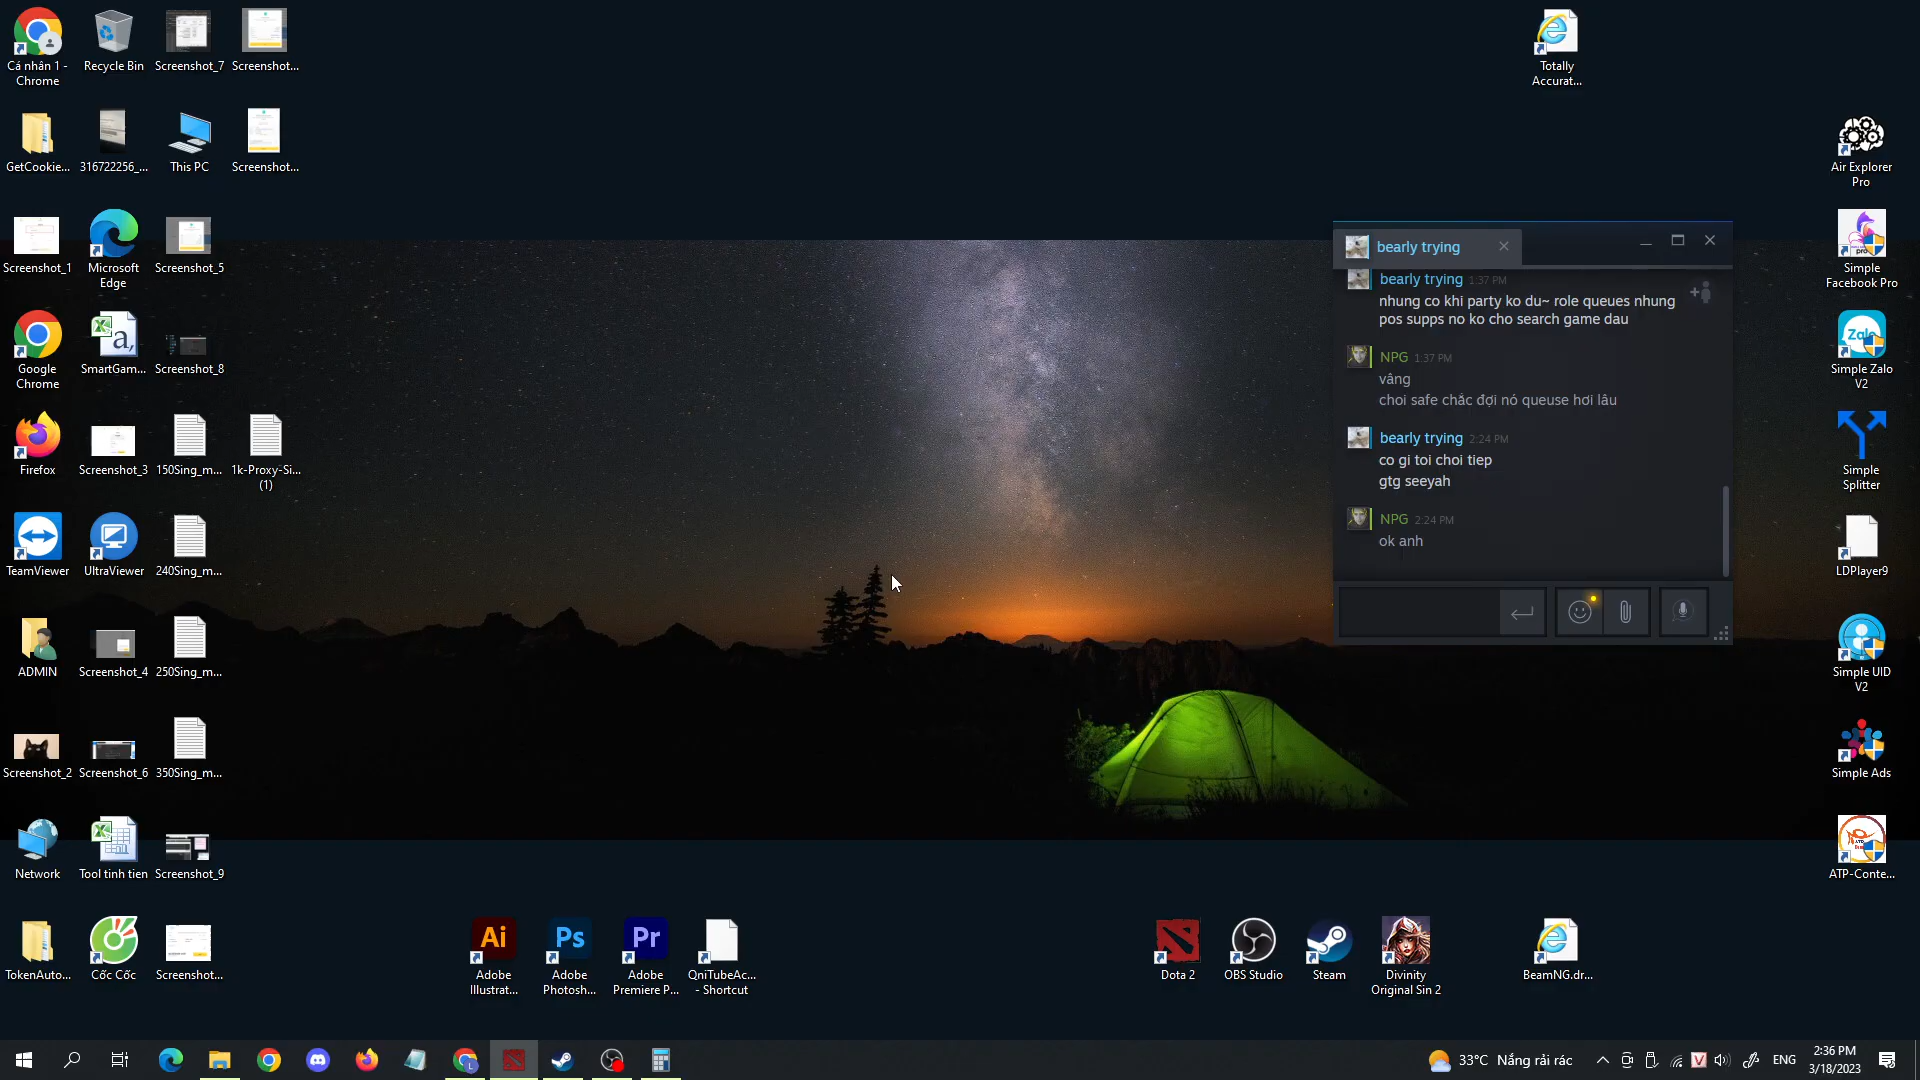 Cá nhân 1 -
Chrome
Recycle Bin
Screenshot_7
Screenshot...
Totally
Accurat...
GetCookie...
316722256_...
This PC
Screenshot...
Air Explorer
Pro
Screenshot_1
Microsoft
Edge
Screenshot_5
Simple
Facebook Pro
Google
Chrome
SmartGam...
Screenshot_8
Zalo
Simple Zalo
V2
Firefox
Screenshot_3
150Sing_m...
1k-Proxy-Si...
(1)
Simple
Splitter
TeamViewer
UltraViewer
240Sing_m...
LDPlayer9
ADMIN
Screenshot_4
250Sing_m...
Simple UID
V2
Screenshot_2
Screenshot_6
350Sing_m...
Simple Ads
Network
Tool tinh tien
Screenshot_9
ATP-Conte...
TokenAuto...
Cốc Cốc
Screenshot...
Ai
Adobe
Illustrat...
Ps
Adobe
Photosh...
Pr
Adobe
Premiere P...
QniTubeAc...
- Shortcut
Dota 2
OBS Studio
Steam
Divinity
Original Sin 2
BeamNG.dr...
bearly trying
bearly trying 1:37 PM
nhung co khi party ko du~ role queues nhung
pos supps no ko cho search game dau
NPG 1:37 PM
vâng
choi safe chắc đợi nó queuse hơi lâu
bearly trying 2:24 PM
co gi toi choi tiep
gtg seeyah
NPG 2:24 PM
ok anh
33°C Nắng rải rác
V
ENG
2:36 PM
3/18/2023